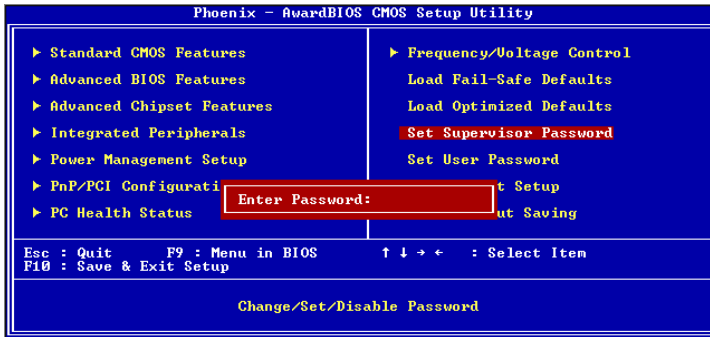 Phoenix - AwardBIOS CMOS Setup Utility
► Standard CMOS Features
► Advanced BIOS Features
► Advanced Chipset Features
► Integrated Peripherals
► Power Management Setup
► PnP/PCI Configurati
► PC Health Status
► Frequency/Voltage Control
Load Fail-Safe Defaults
Load Optimized Defaults
Set Supervisor Password
Set User Password
t Setup
ut Saving
Enter Password:
Esc : Quit F9 : Menu in BIOS ↑ ↓ → ← : Select Item
F10 : Save & Exit Setup
Change/Set/Disable Password